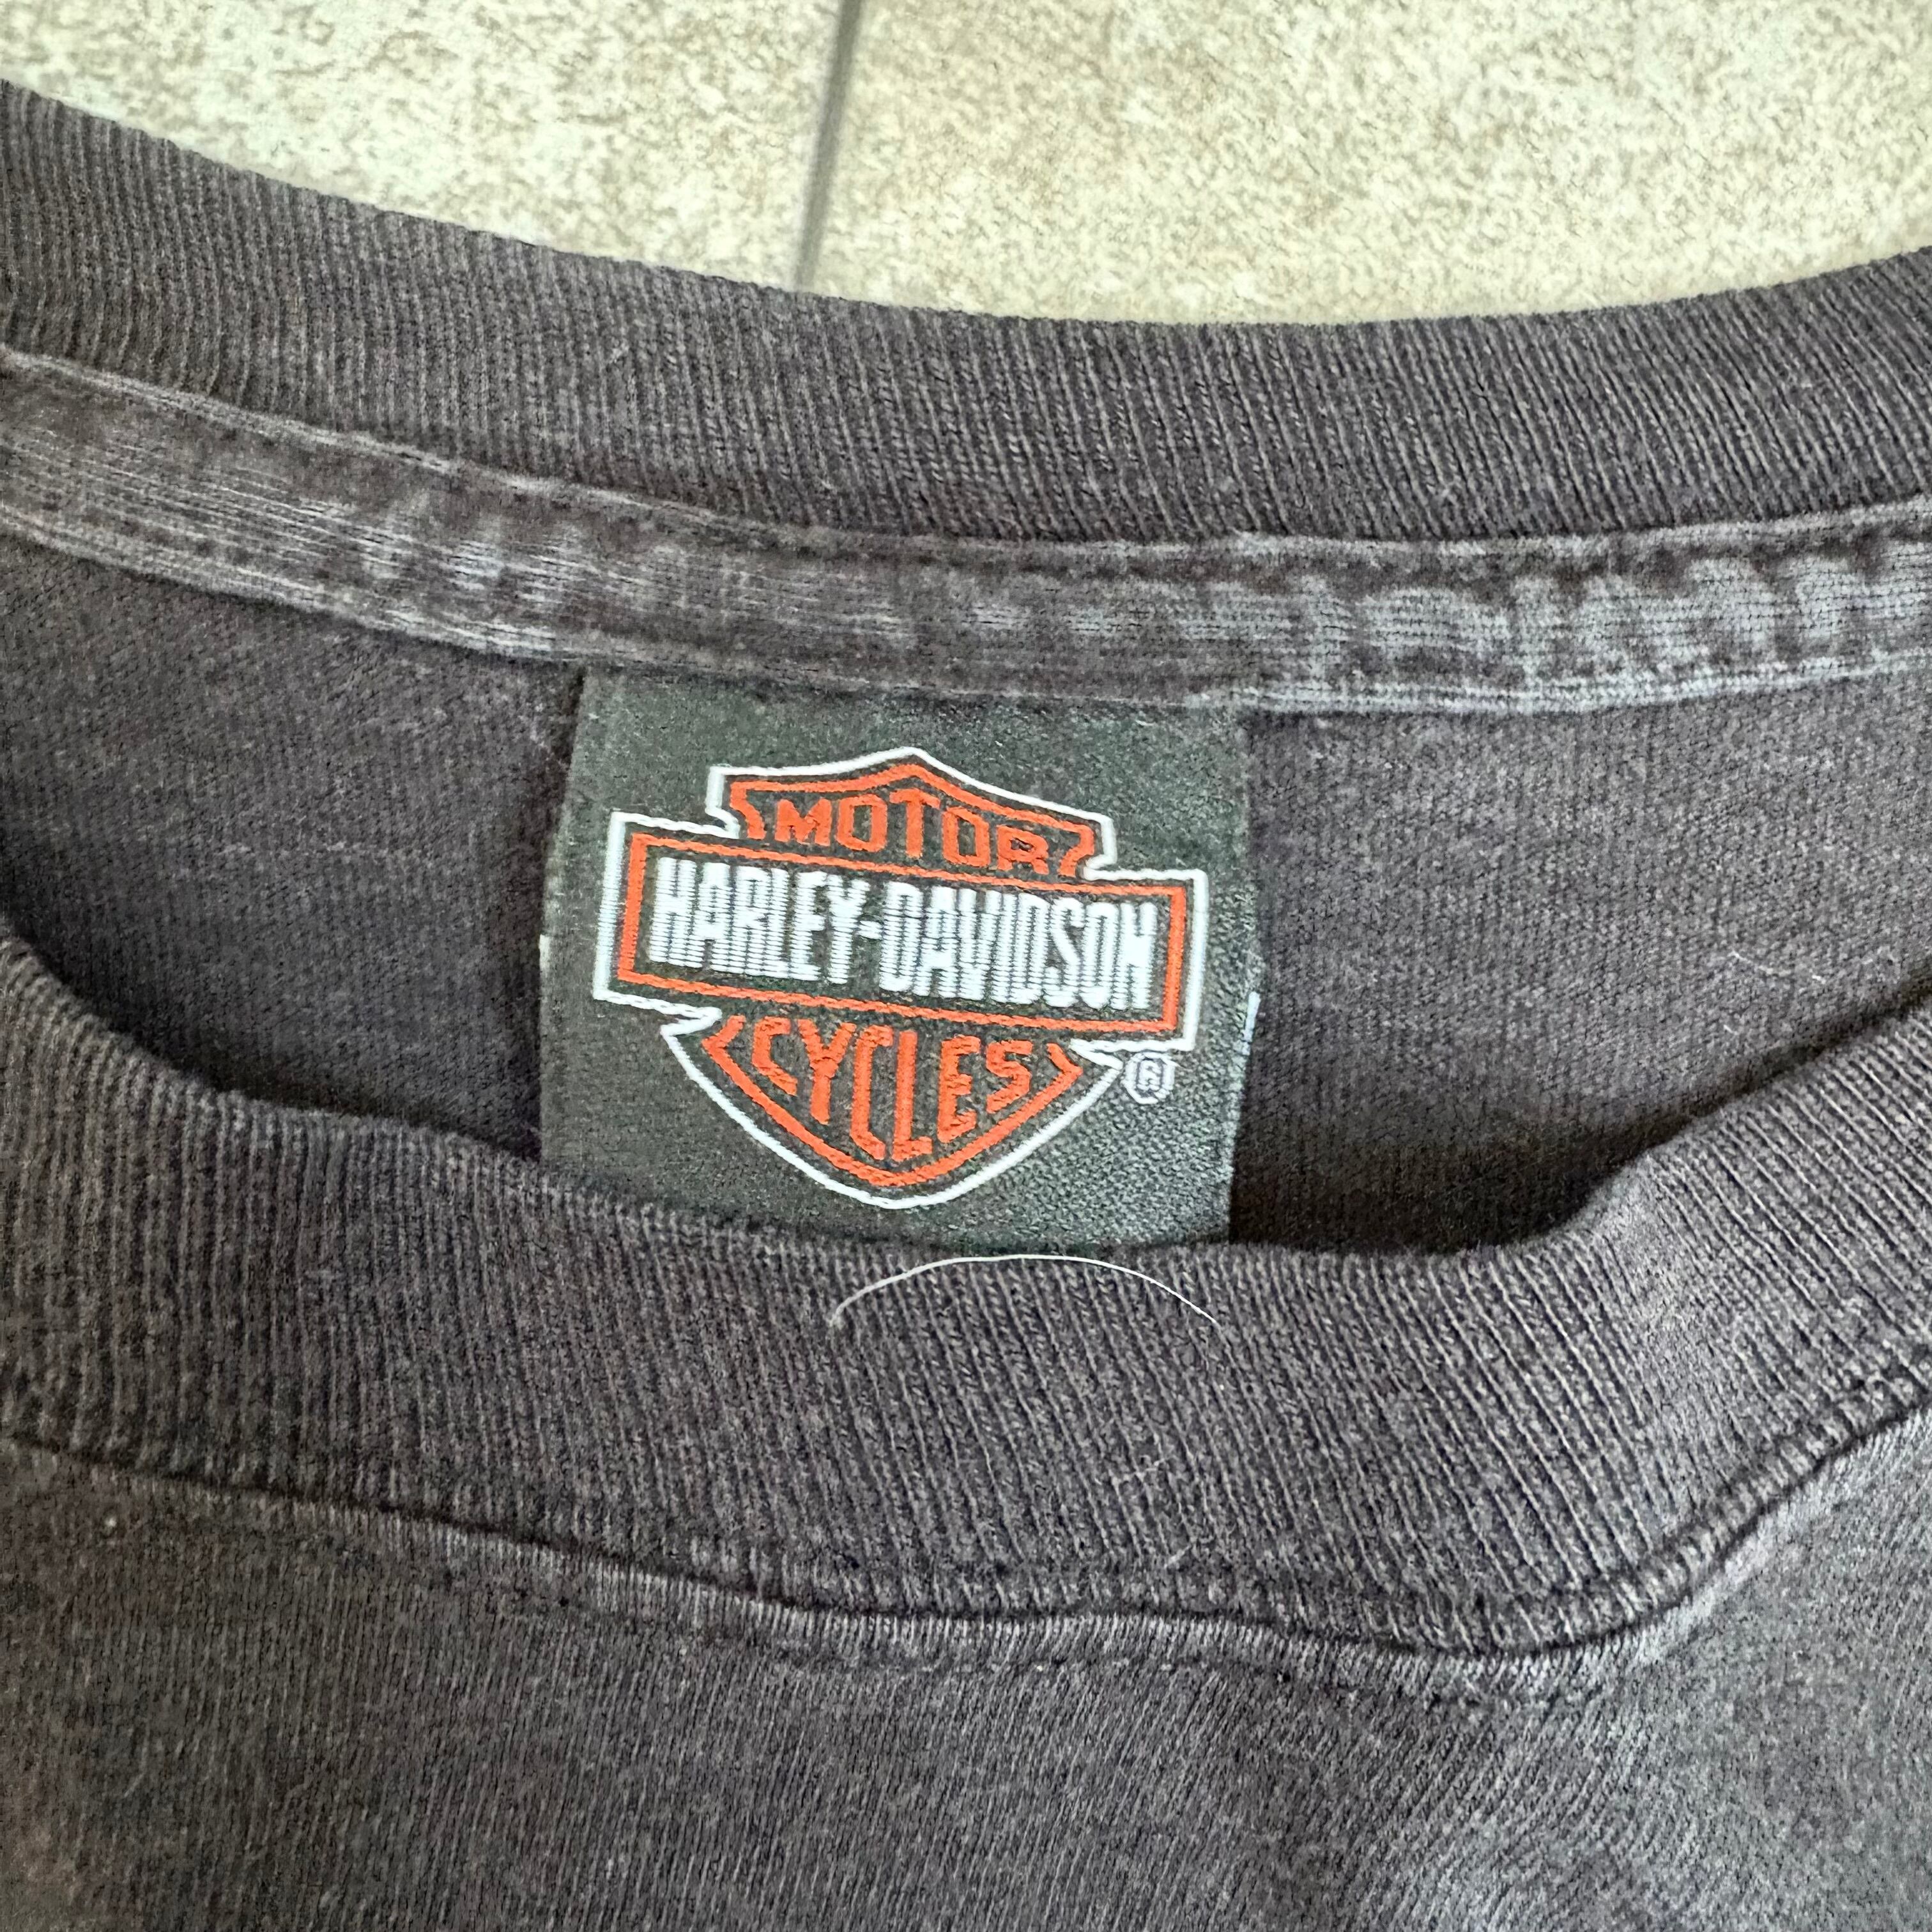 MOTOR
HARLEY-DAVIDSON
CYCLES
®